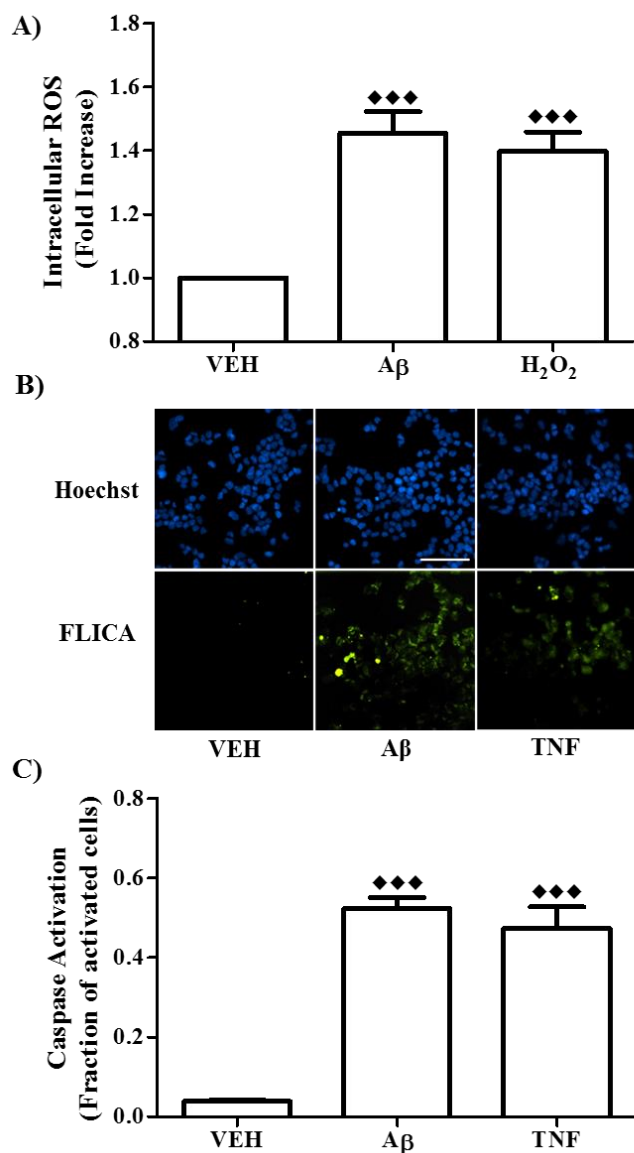 A)
Intracellular ROS
(Fold Increase)
1.8
1.6
1.4
1.2
1.0
0.8
◆◆◆
◆◆◆
VEH
Aβ
H₂O₂
B)
Hoechst
FLICA
VEH
Aβ
TNF
C)
Caspase Activation
(Fraction of activated cells)
0.8
0.6
0.4
0.2
0.0
◆◆◆
◆◆◆
VEH
Aβ
TNF